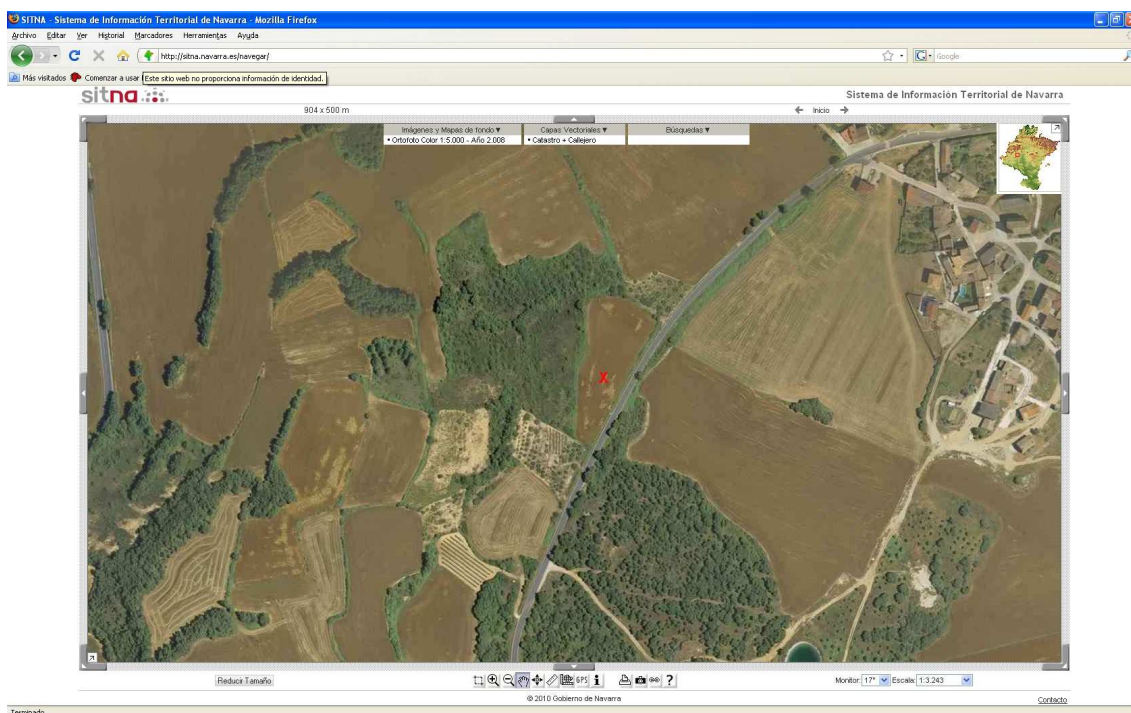 SITNA - Sistema de Información Territorial de Navarra - Mozilla Firefox
Archivo Editar Ver Historial Marcadores Herramientas Ayuda
http://sitna.navarra.es/navegar/
Google
Más visitados Comenzar a usar
Este sitio web no proporciona información de identidad.
sitna
Sistema de Información Territorial de Navarra
904 x 500 m
Inicio
Imágenes y Mapas de fondo ▼ Capas Vectoriales ▼ Búsquedas ▼
• Ortofoto Color 1:5.000 - Año 2.008 • Catastro + Callejero
X
Reducir Tamaño
GPS
i
?
Monitor: 17" Escala: 1:3.243
© 2010 Gobierno de Navarra
Contacto
Terminado